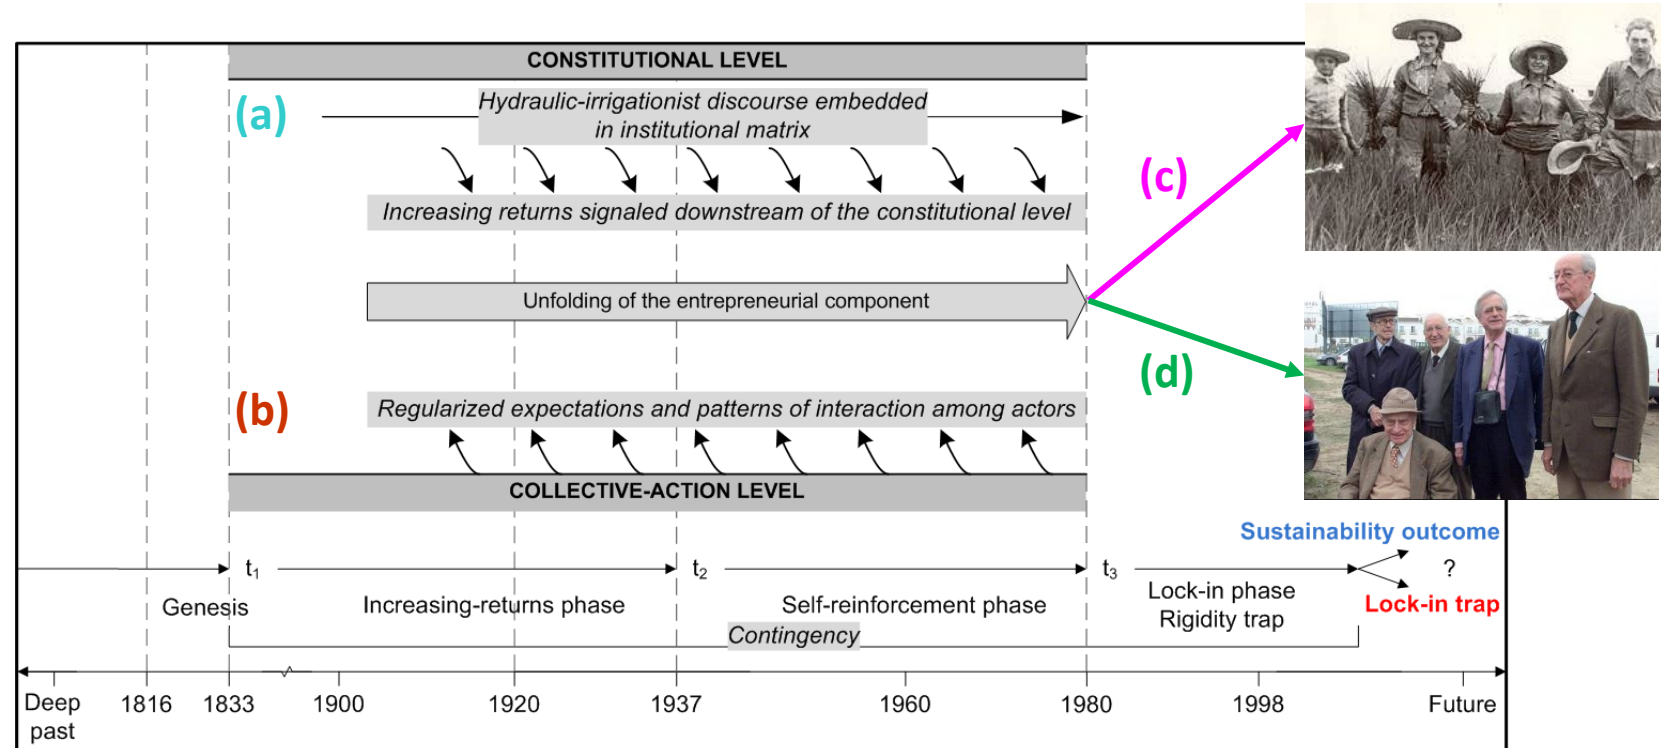 CONSTITUTIONAL LEVEL
(a)
Hydraulic-irrigationist discourse embedded
in institutional matrix
Increasing returns signaled downstream of the constitutional level
(c)
Unfolding of the entrepreneurial component
(d)
(b)
Regularized expectations and patterns of interaction among actors
COLLECTIVE-ACTION LEVEL
Sustainability outcome
t1
t2
t3
?
Genesis
Increasing-returns phase
Self-reinforcement phase
Lock-in phase
Rigidity trap
Lock-in trap
Contingency
Deep
past
1816
1833
1900
1920
1937
1960
1980
1998
Future